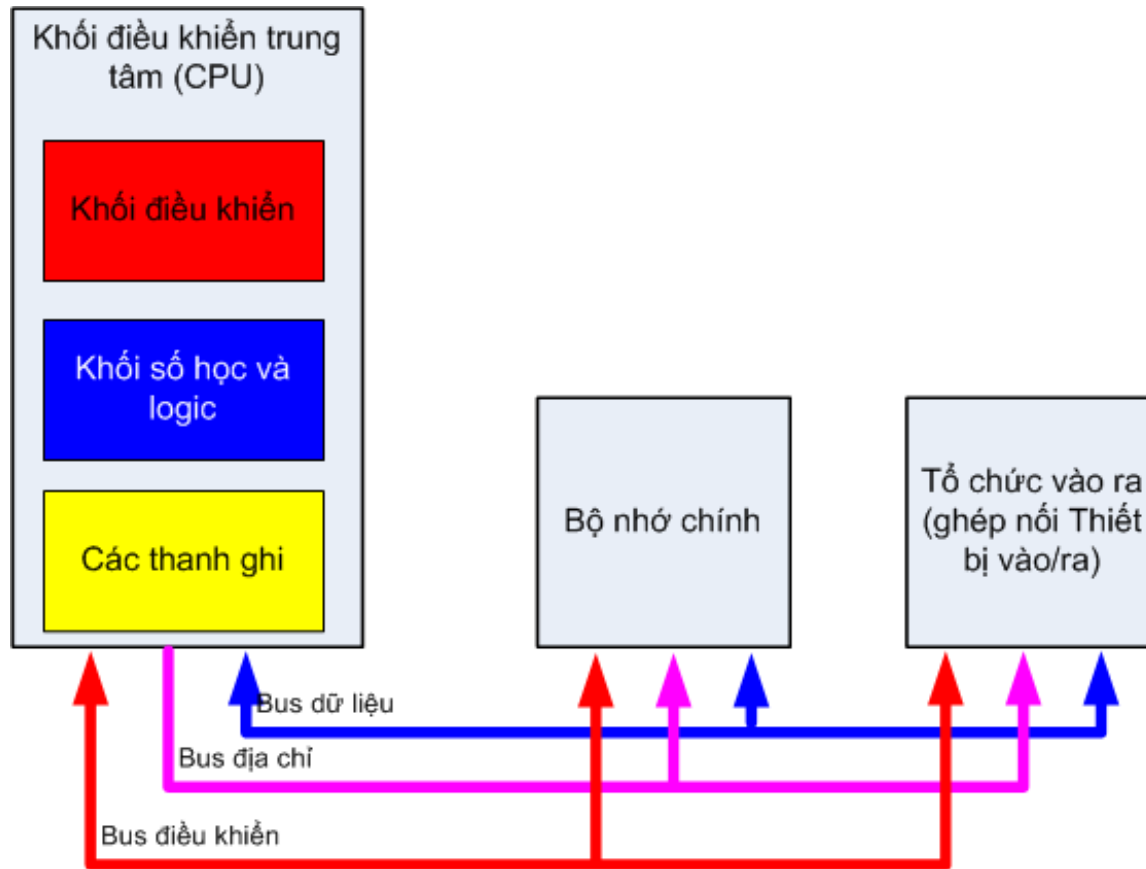 Khối điều khiển trung
tâm (CPU)
Khối điều khiển
Khối số học và
logic
Các thanh ghi
Bộ nhớ chính
Tổ chức vào ra
(ghép nối Thiết
bị vào/ra)
Bus dữ liệu
Bus địa chỉ
Bus điều khiển